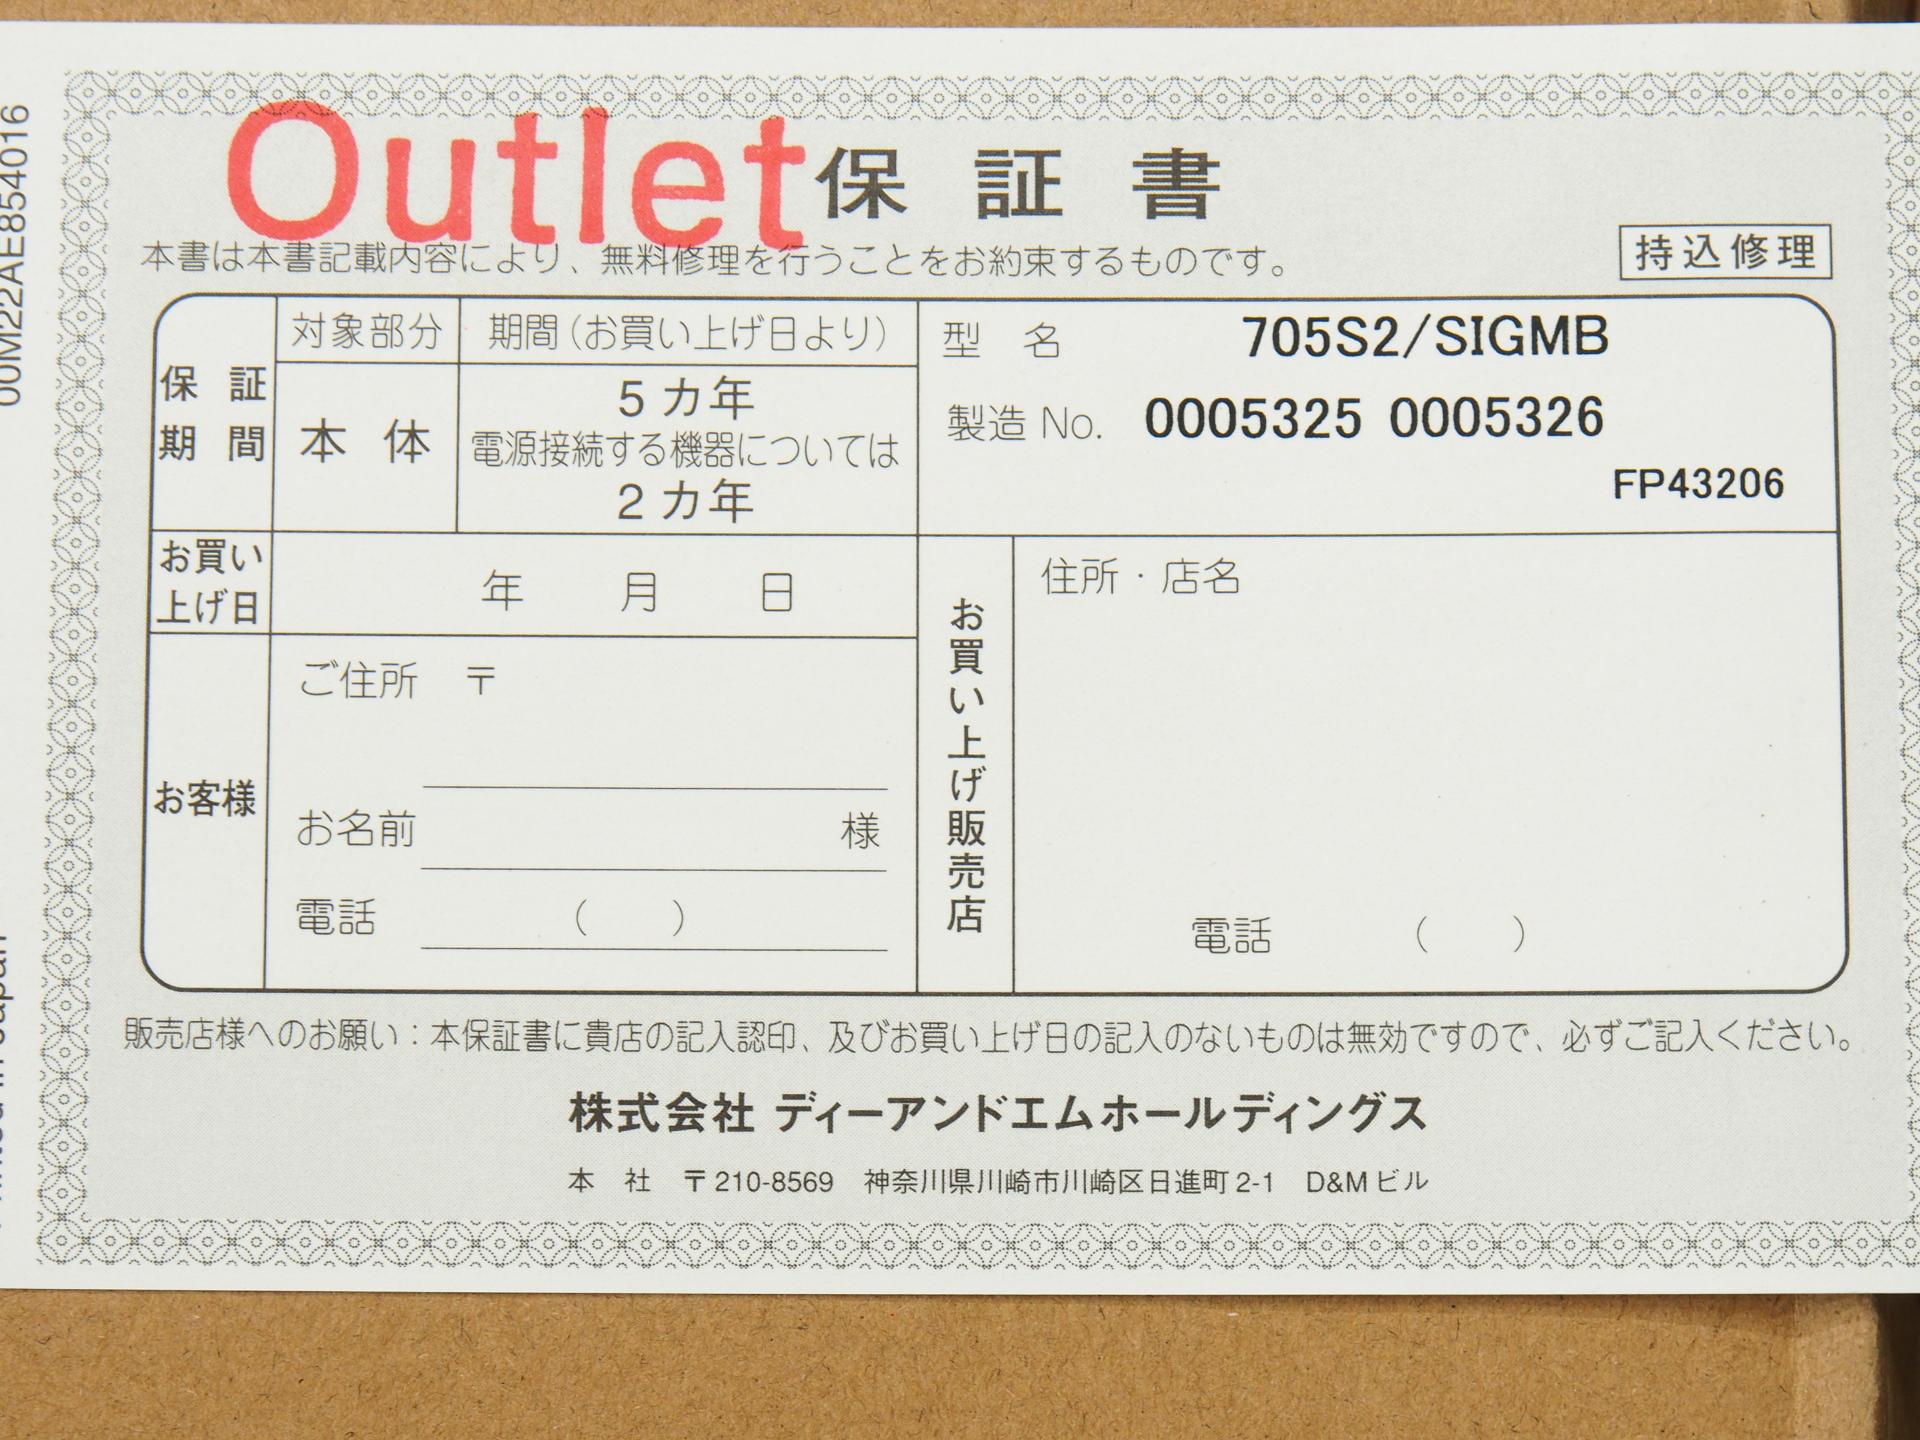 00M22AE854016
Outlet 保証書
本書は本書記載内容により、無料修理を行うことをお約束するものです。
持込修理
保証期間
対象部分
期間(お買い上げ日より)
本体
5カ年
電源接続する機器については
2カ年
型名 705S2/SIGMB
製造 No. 0005325 0005326
FP43206
お買い上げ日
年 月 日
お客様
ご住所 〒
お名前 様
電話 ( )
お買い上げ販売店
住所・店名
電話 ( )
販売店様へのお願い:本保証書に貴店の記入認印、及びお買い上げ日の記入のないものは無効ですので、必ずご記入ください。
株式会社 ディーアンドエムホールディングス
本社 〒210-8569 神奈川県川崎市川崎区日進町2-1 D&Mビル